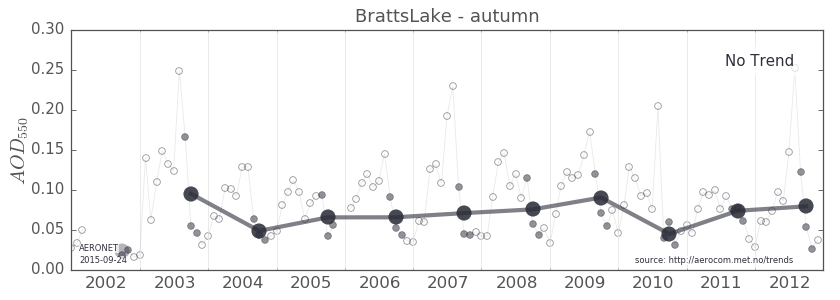 BrattsLake - autumn
No Trend
AOD550
0.30
0.25
0.20
0.15
0.10
0.05
0.00
AERONET
2015-09-24
source: http://aerocom.met.no/trends
2002 2003 2004 2005 2006 2007 2008 2009 2010 2011 2012